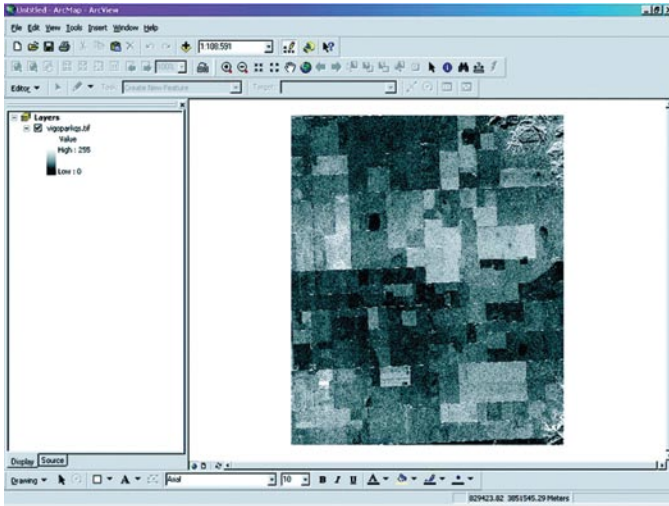 Untitled - ArcMap - ArcView
File Edit View Tools Insert Window Help
1:108,591
100%
Editor Task: Create New Feature Target:
Layers
vigoparkqs.tif
Value
High : 255
Low : 0
Display Source
Drawing A Arial 10 B I U A
829423.82 3851545.29 Meters